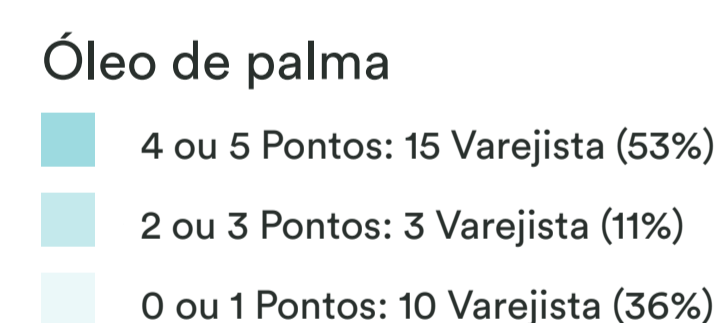 Óleo de palma
4 ou 5 Pontos: 15 Varejista (53%)
2 ou 3 Pontos: 3 Varejista (11%)
0 ou 1 Pontos: 10 Varejista (36%)